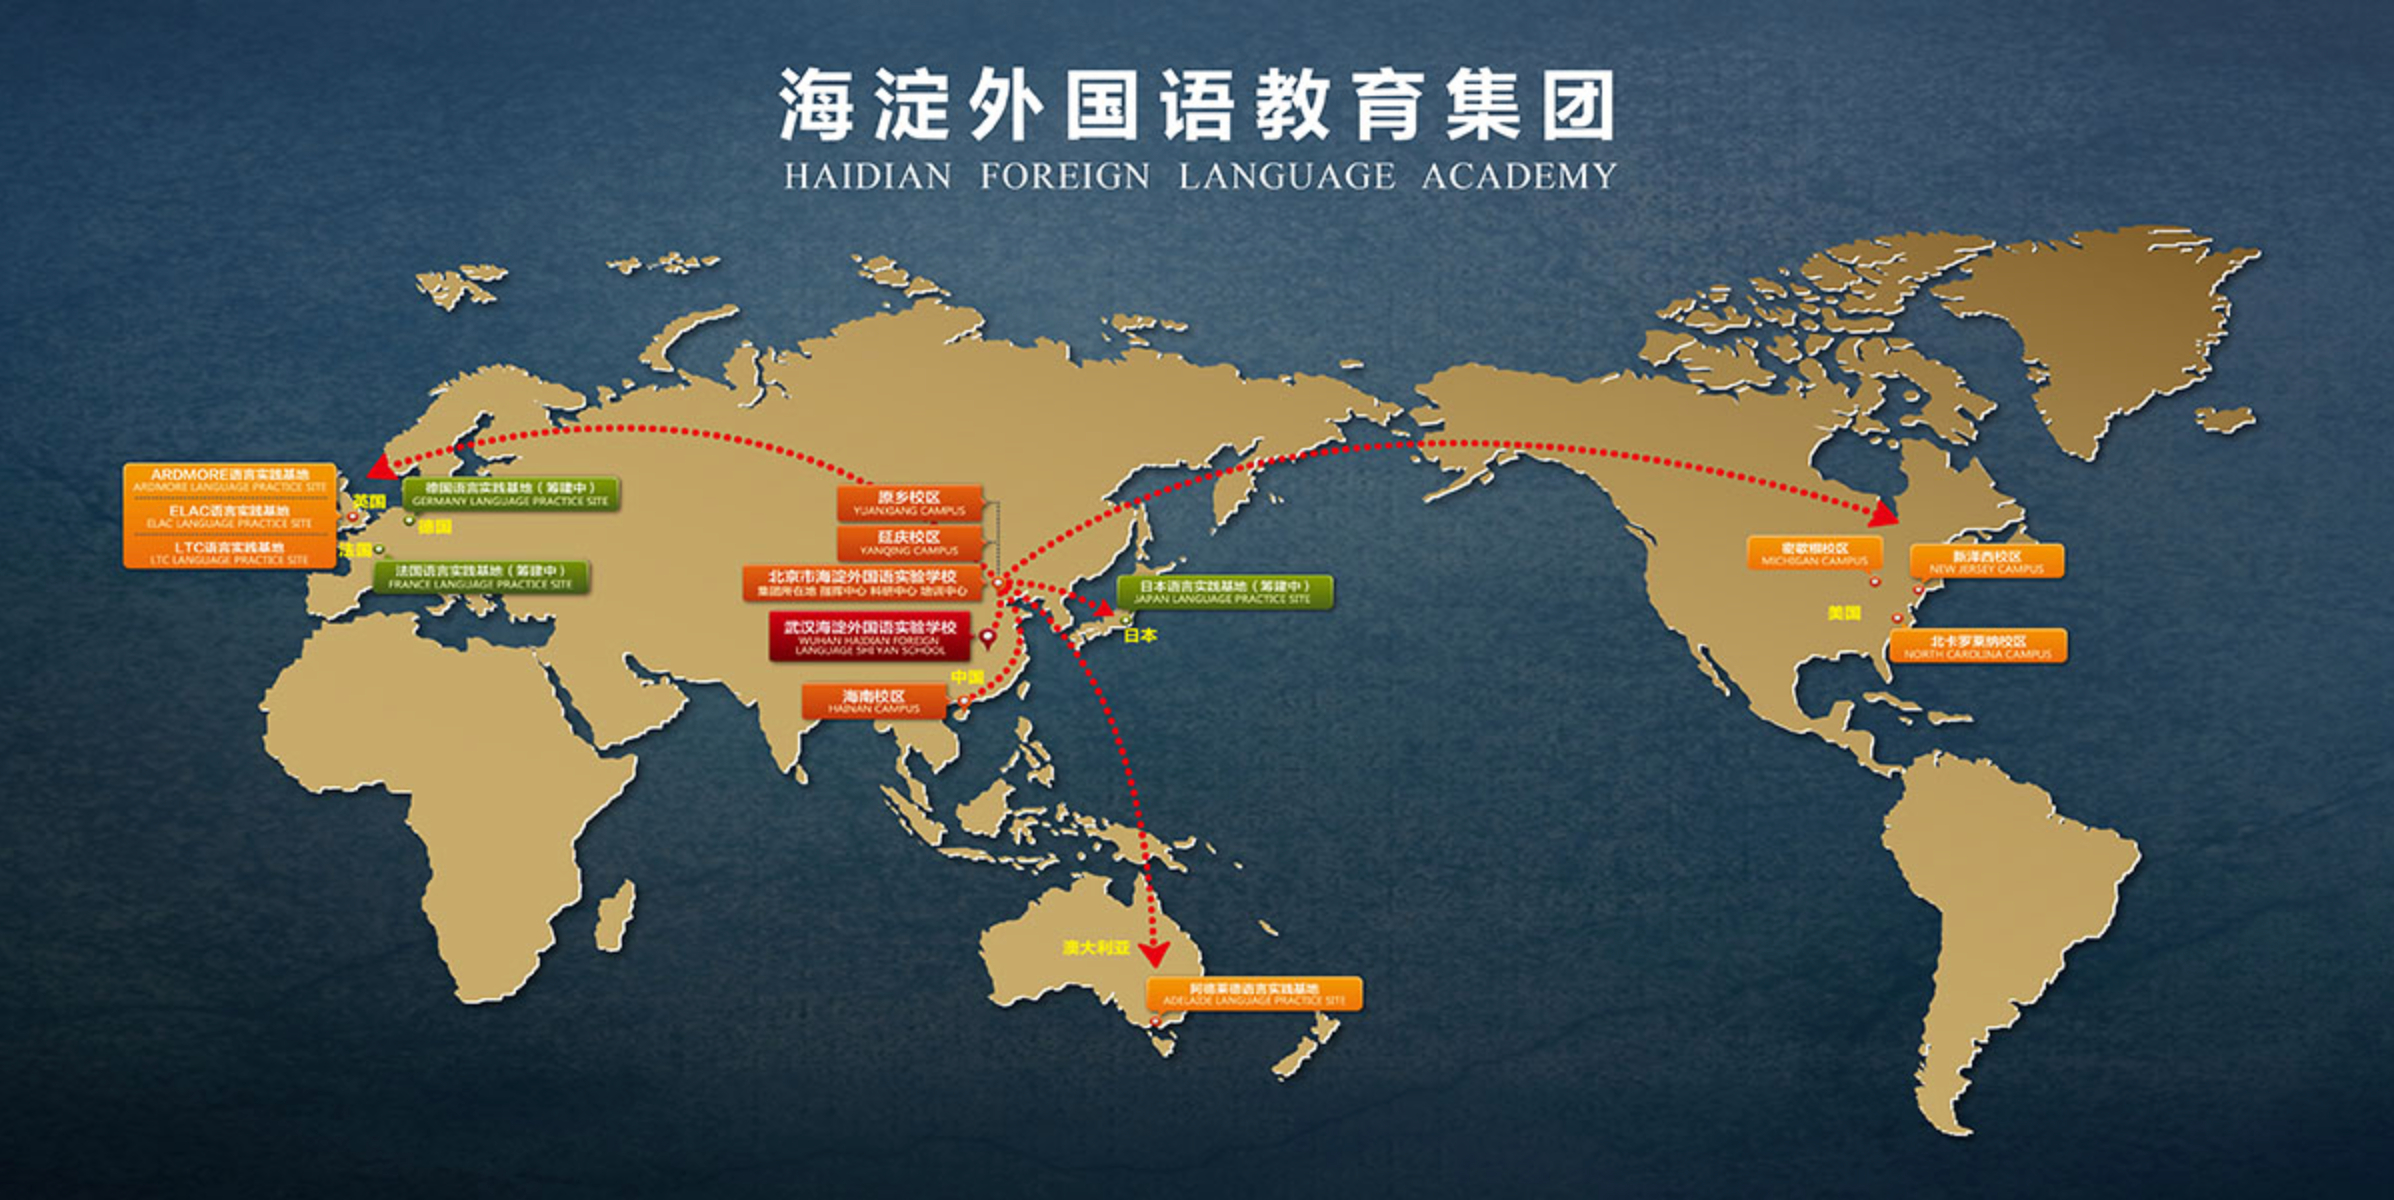 海淀外国语教育集团
HAIDIAN FOREIGN LANGUAGE ACADEMY
ARDMORE语言实践基地
ARDMORE LANGUAGE PRACTICE SITE
ELAC语言实践基地
ELAC LANGUAGE PRACTICE SITE
LTC语言实践基地
LTC LANGUAGE PRACTICE SITE
英国
德国语言实践基地（筹建中）
GERMANY LANGUAGE PRACTICE SITE
德国
法国
法国语言实践基地（筹建中）
FRANCE LANGUAGE PRACTICE SITE
原乡校区
YUANXIANG CAMPUS
延庆校区
YANQING CAMPUS
北京市海淀外国语实验学校
集团所在地 指挥中心 科研中心 培训中心
武汉海淀外国语实验学校
WUHAN HAIDIAN FOREIGN
LANGUAGE SHIYAN SCHOOL
中国
海南校区
HAINAN CAMPUS
日本语言实践基地（筹建中）
JAPAN LANGUAGE PRACTICE SITE
日本
密歇根校区
MICHIGAN CAMPUS
新泽西校区
NEW JERSEY CAMPUS
美国
北卡罗莱纳校区
NORTH CAROLINA CAMPUS
澳大利亚
阿德莱德语言实践基地
ADELAIDE LANGUAGE PRACTICE SITE